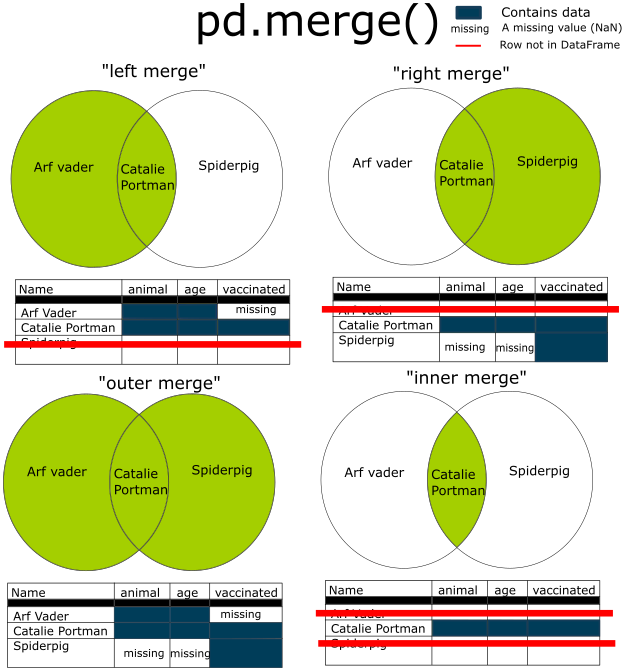 pd.merge()
Contains data
missing A missing value (NaN)
Row not in DataFrame
"left merge"
Arf vader
Catalie
Portman
Spiderpig
Name animal age vaccinated
Arf Vader missing
Catalie Portman
Spiderpig
"right merge"
Arf vader
Catalie
Portman
Spiderpig
Name animal age vaccinated
Arf Vader
Catalie Portman
Spiderpig missing missing
"outer merge"
Arf vader
Catalie
Portman
Spiderpig
Name animal age vaccinated
Arf Vader missing
Catalie Portman
Spiderpig missing missing
"inner merge"
Arf vader
Catalie
Portman
Spiderpig
Name animal age vaccinated
Arf Vader
Catalie Portman
Spiderpig